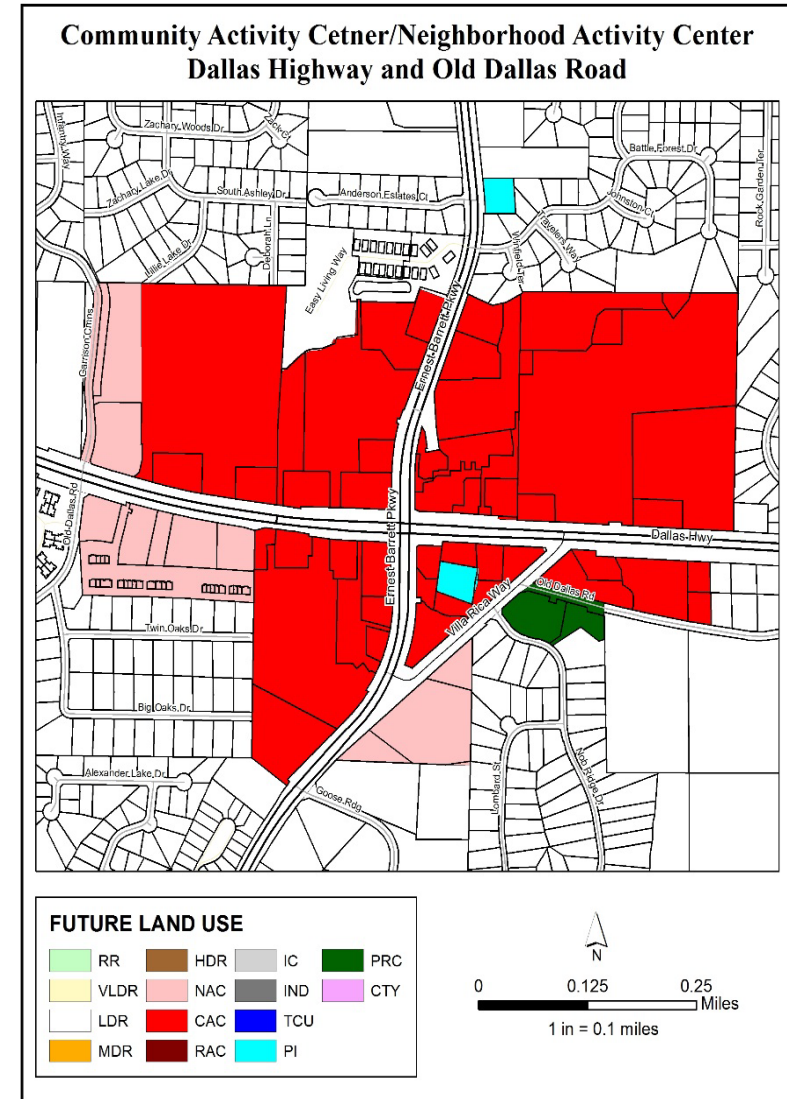 Community Activity Cetner/Neighborhood Activity Center
Dallas Highway and Old Dallas Road
Infantry Way
Zachary Woods Dr
Zack Ct
Zachary Lake Dr
South Ashley Dr
Anderson Estates Ct
Lillie Lake Dr
Deborah Ln
Easy Living Way
Ernest Barrett Pkwy
Battle Forest Dr
Johnston Ct
Travelers Way
Winfield Ter
Rock Garden Ter
Garrison Cmns
Old Dallas Rd
Dallas Hwy
Ernest Barrett Pkwy
Villa Rica Way
Old Dallas Rd
Twin Oaks Dr
Big Oaks Dr
Alexander Lake Dr
Goose Rdg
Lombard St
Nob Ridge Dr
FUTURE LAND USE
RR HDR IC PRC
VLDR NAC IND CTY
LDR CAC TCU
MDR RAC PI
N
0 0.125 0.25
Miles
1 in = 0.1 miles